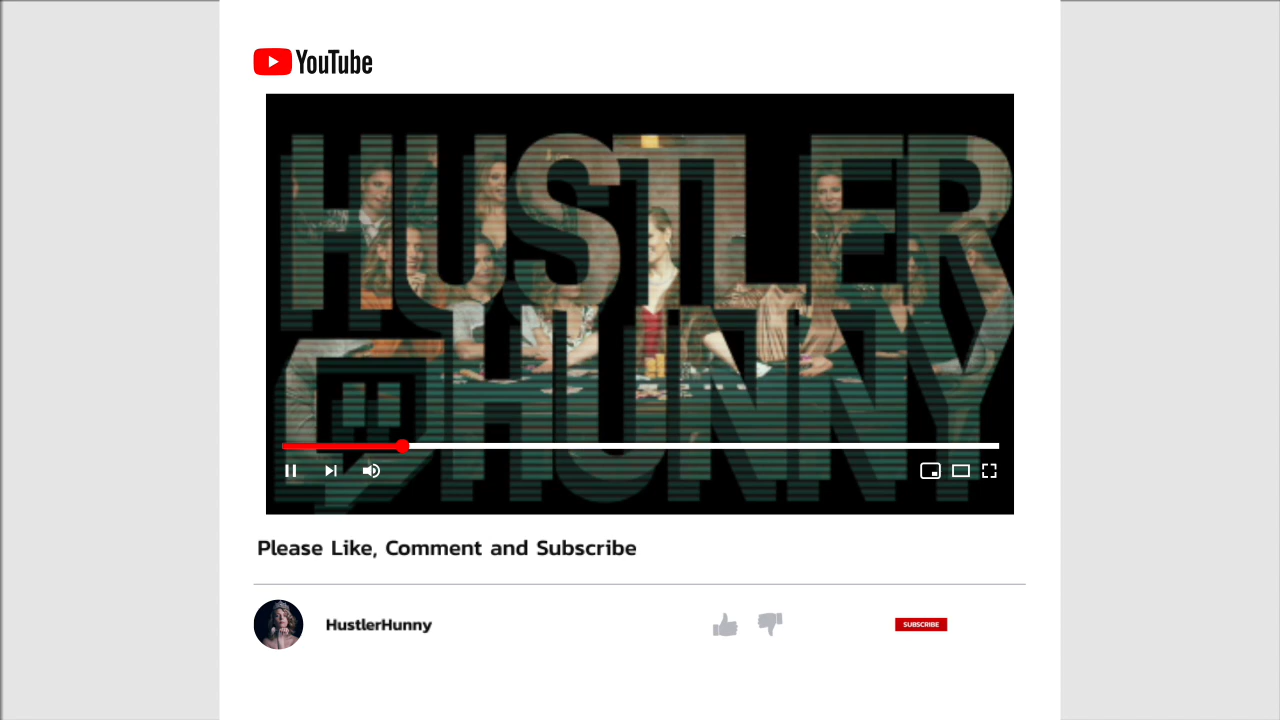 YouTube
HUSTLER
HUNNY
Please Like, Comment and Subscribe
HustlerHunny
SUBSCRIBE